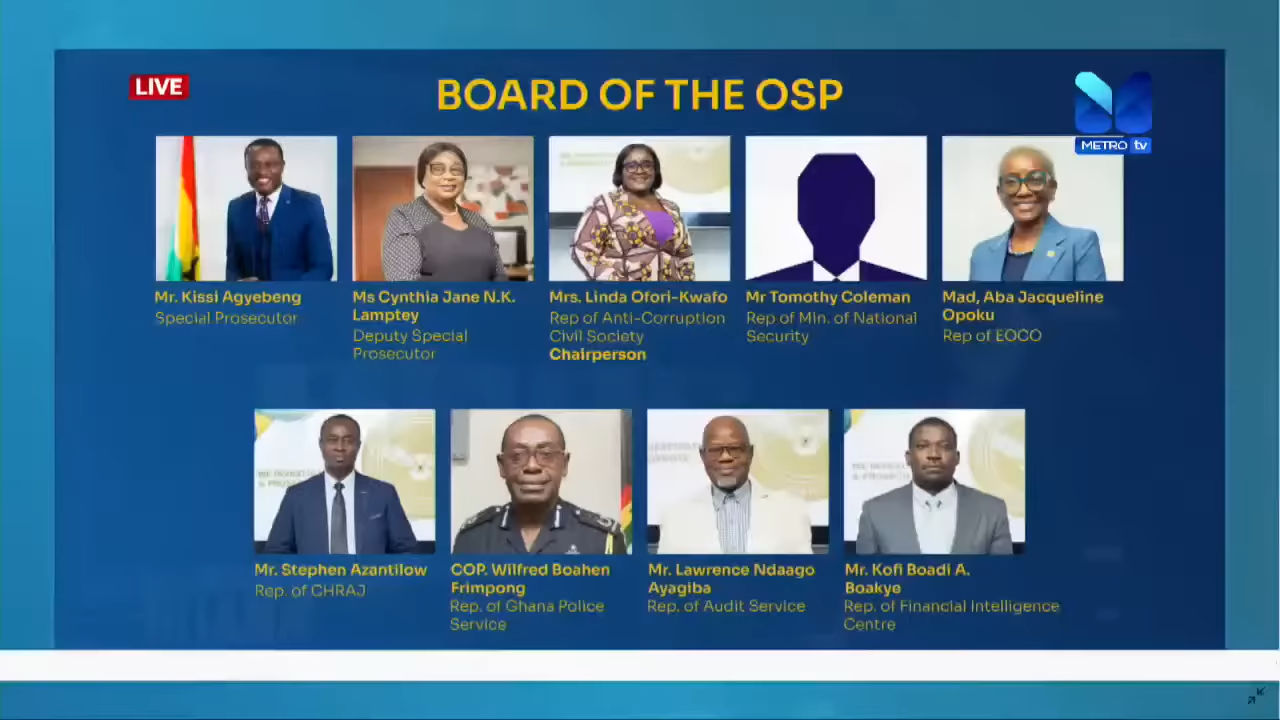 LIVE
BOARD OF THE OSP
METRO tv
Mr. Kissi Agyebeng
Special Prosecutor
Ms Cynthia Jane N.K.
Lamptey
Deputy Special
Prosecutor
Mrs. Linda Ofori-Kwafo
Rep of Anti-Corruption
Civil Society
Chairperson
Mr Tomothy Coleman
Rep of Min. of National
Security
Mad, Aba Jacqueline
Opoku
Rep of EOCO
Mr. Stephen Azantilow
Rep. of CHRAJ
COP. Wilfred Boahen
Frimpong
Rep. of Ghana Police
Service
Mr. Lawrence Ndaago
Ayagiba
Rep. of Audit Service
Mr. Kofi Boadi A.
Boakye
Rep. of Financial Intelligence
Centre